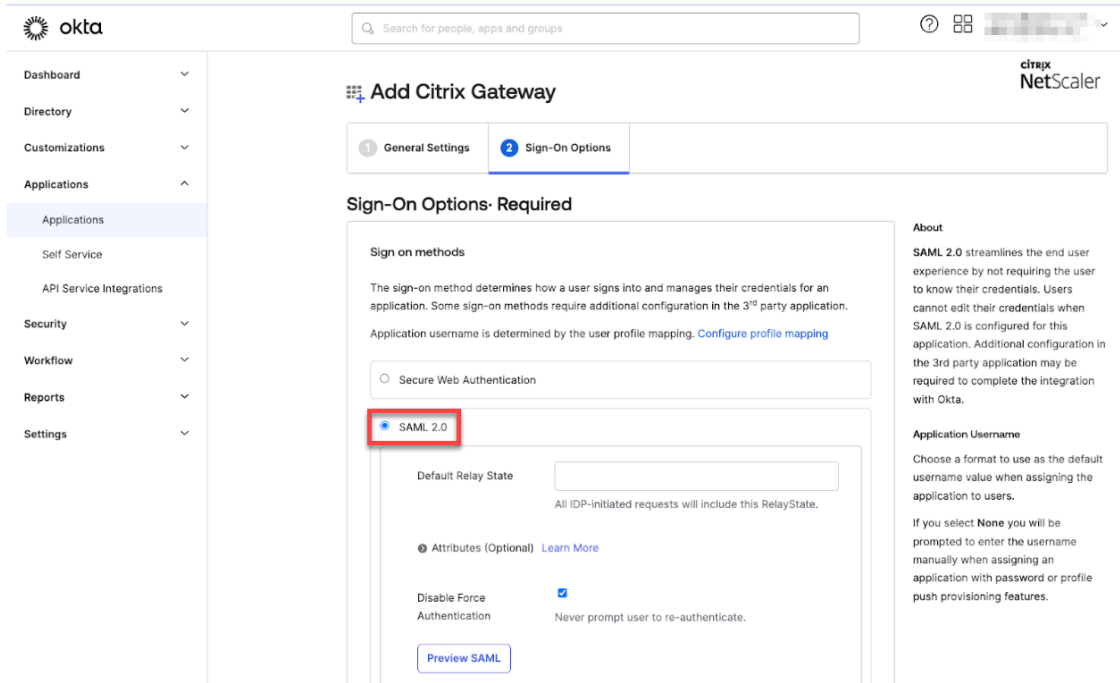 okta
Search for people, apps and groups
Dashboard
Directory
Customizations
Applications
Applications
Self Service
API Service Integrations
Security
Workflow
Reports
Settings
citrix
NetScaler
Add Citrix Gateway
1 General Settings
2 Sign-On Options
Sign-On Options· Required
Sign on methods
The sign-on method determines how a user signs into and manages their credentials for an
application. Some sign-on methods require additional configuration in the 3rd party application.
Application username is determined by the user profile mapping. Configure profile mapping
Secure Web Authentication
SAML 2.0
Default Relay State
All IDP-initiated requests will include this RelayState.
Attributes (Optional) Learn More
Disable Force
Authentication
Never prompt user to re-authenticate.
Preview SAML
About
SAML 2.0 streamlines the end user
experience by not requiring the user
to know their credentials. Users
cannot edit their credentials when
SAML 2.0 is configured for this
application. Additional configuration in
the 3rd party application may be
required to complete the integration
with Okta.
Application Username
Choose a format to use as the default
username value when assigning the
application to users.
If you select None you will be
prompted to enter the username
manually when assigning an
application with password or profile
push provisioning features.